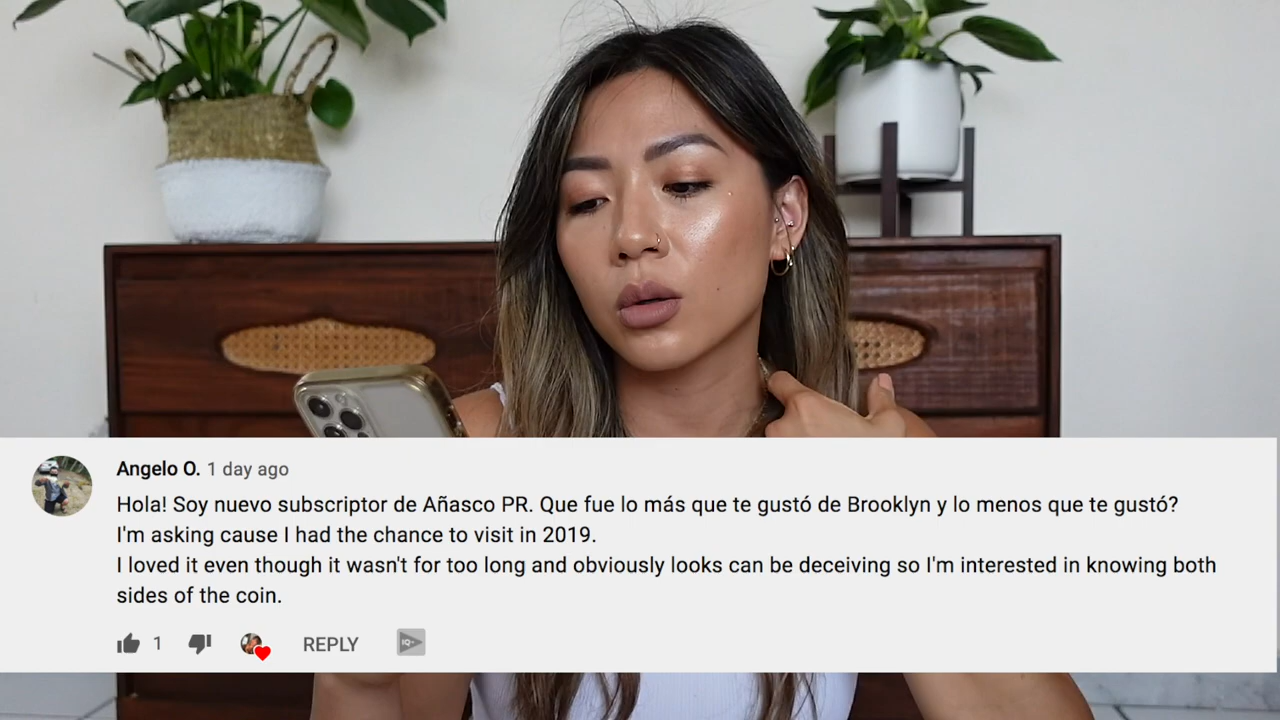 Angelo O. 1 day ago
Hola! Soy nuevo subscriptor de Añasco PR. Que fue lo más que te gustó de Brooklyn y lo menos que te gustó?
I'm asking cause I had the chance to visit in 2019.
I loved it even though it wasn't for too long and obviously looks can be deceiving so I'm interested in knowing both
sides of the coin.
1 REPLY IQ